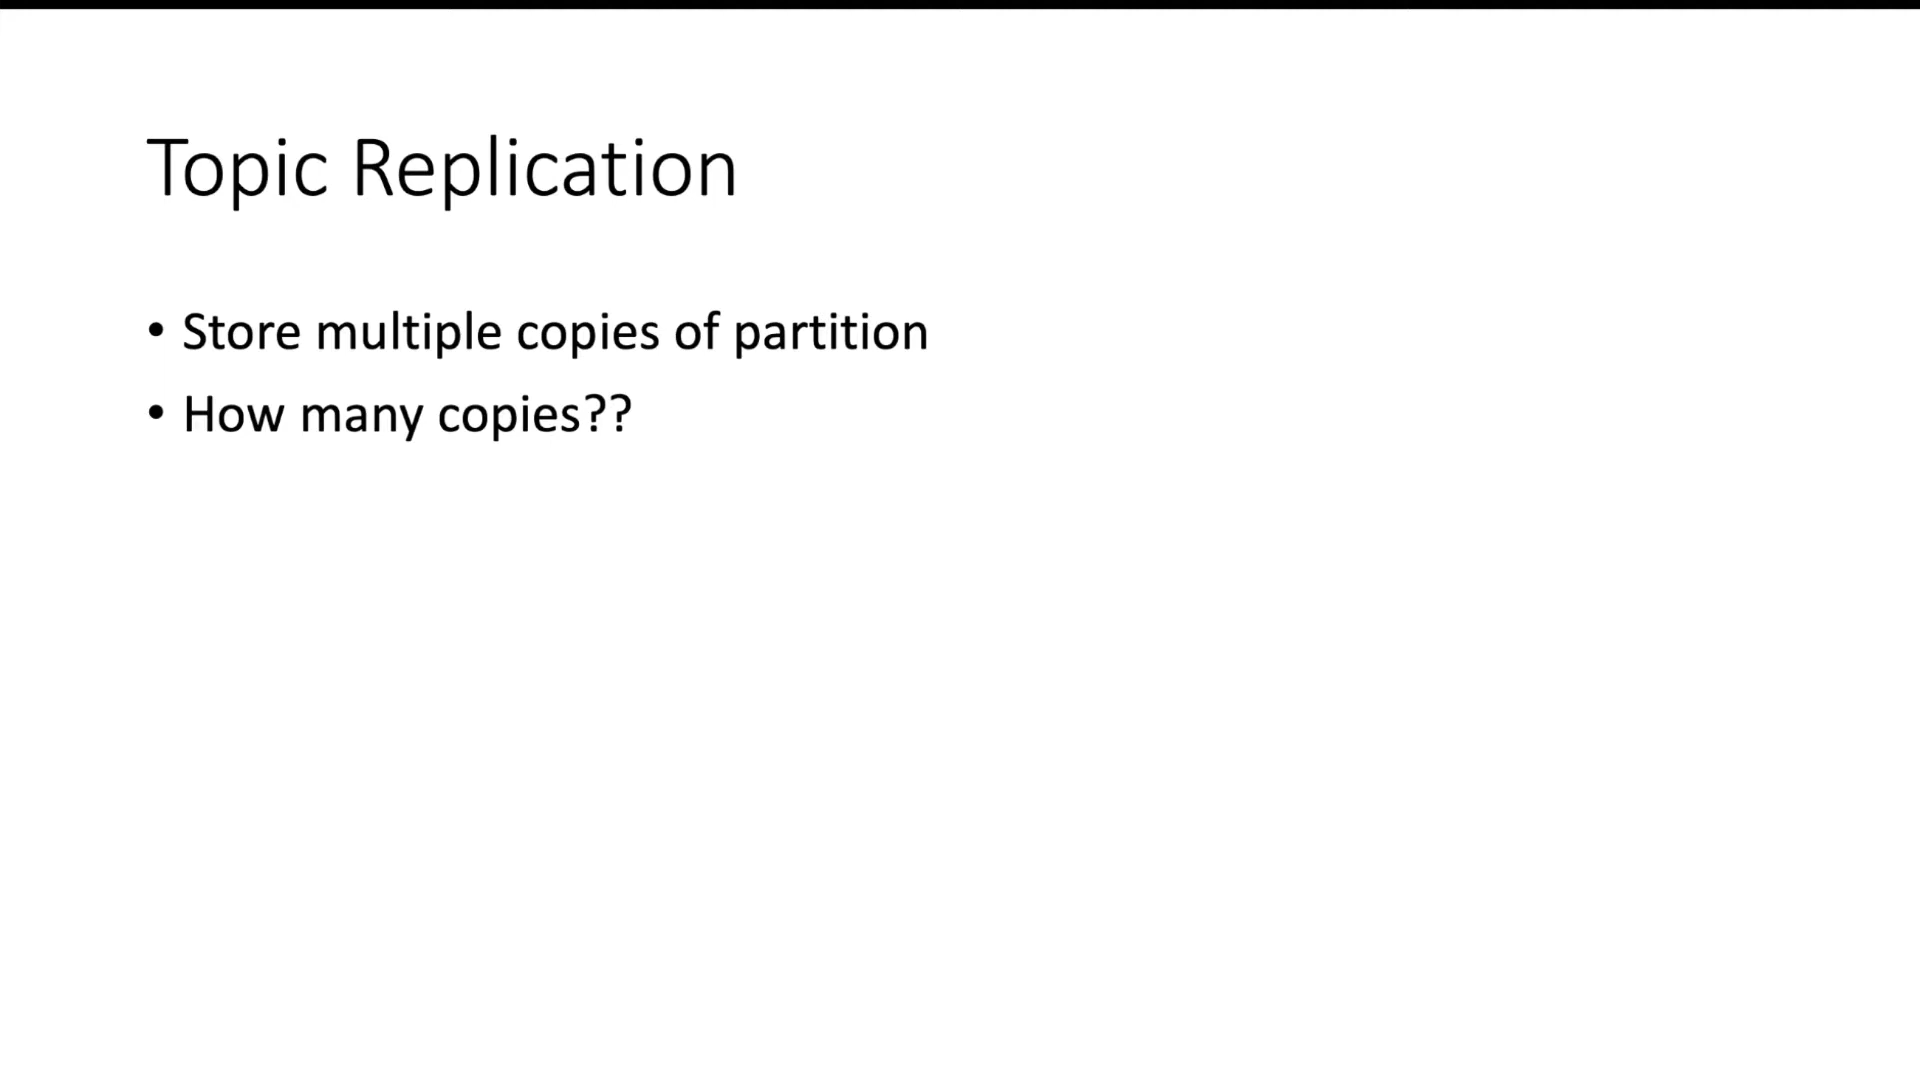 Topic Replication
• Store multiple copies of partition
• How many copies??